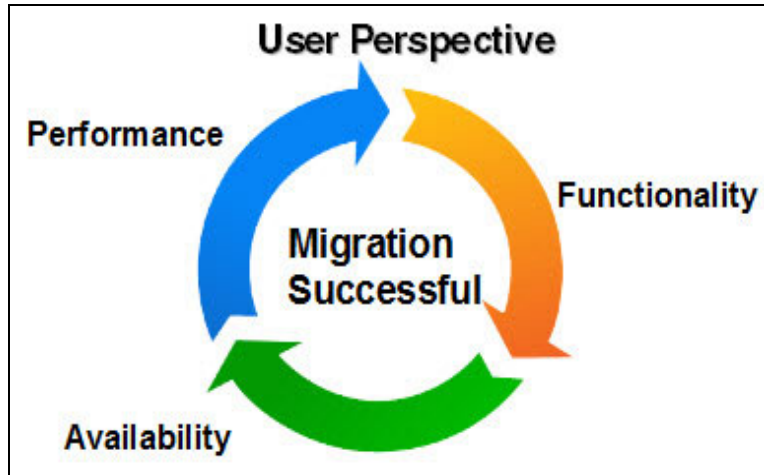 User Perspective
Performance
Functionality
Migration
Successful
Availability